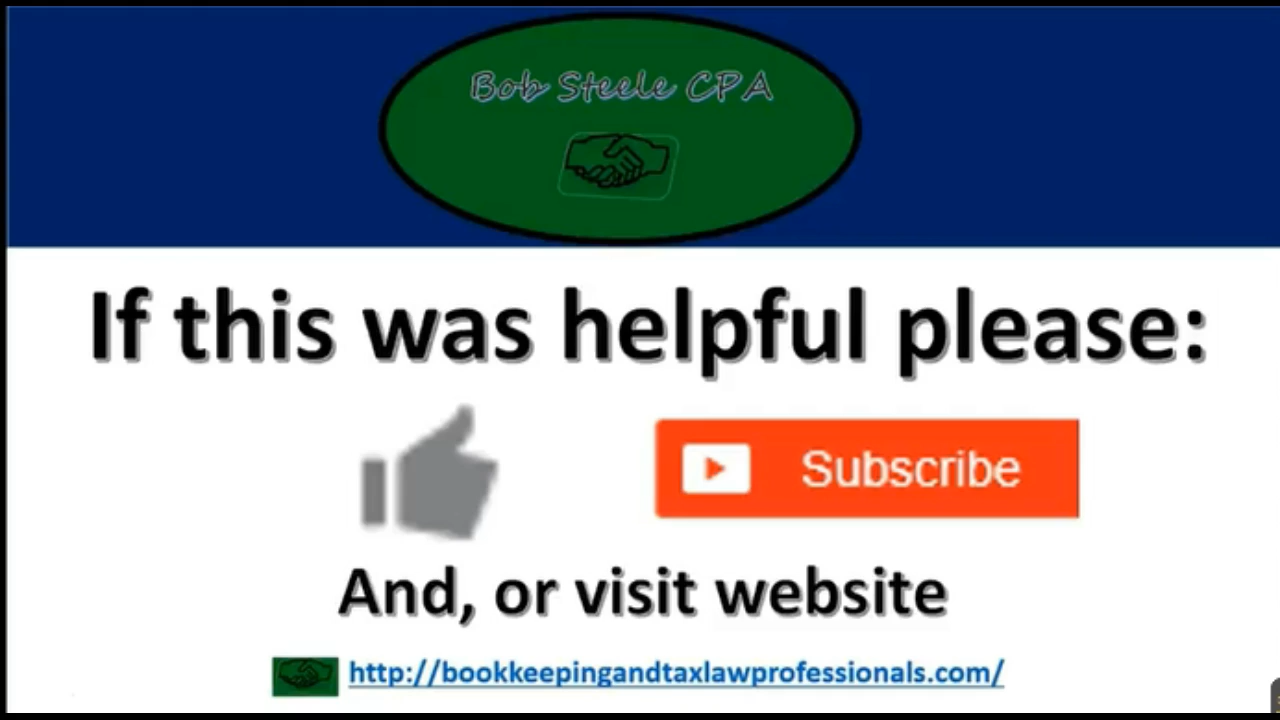 Bob Steele CPA
If this was helpful please:
Subscribe
And, or visit website
http://bookkeepingandtaxlawprofessionals.com/